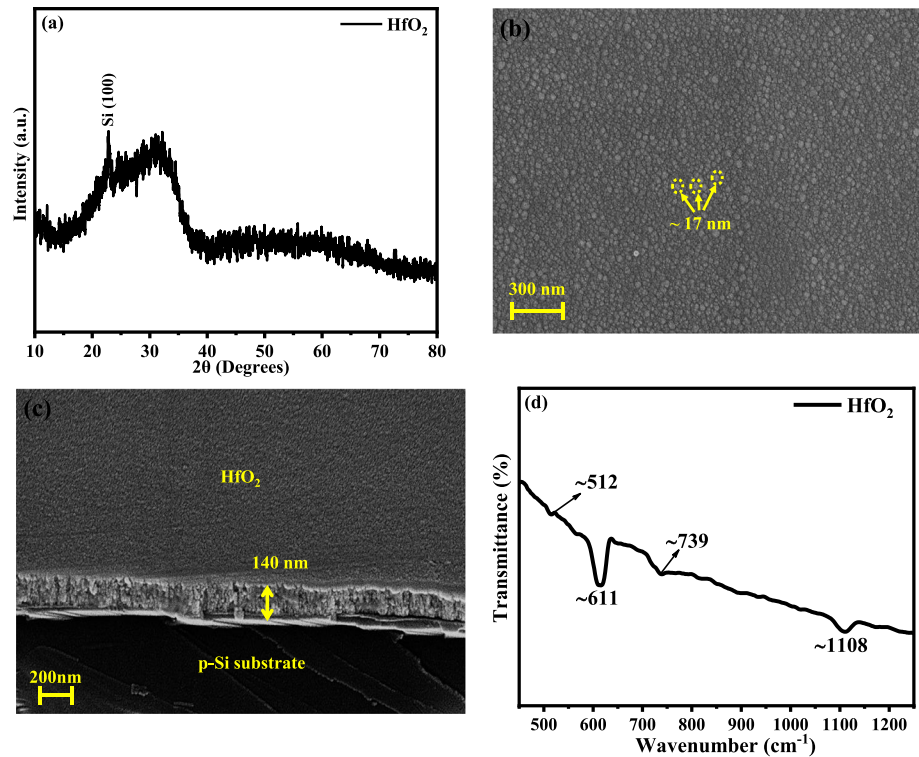 (a)
HfO₂
Si (100)
Intensity (a.u.)
10 20 30 40 50 60 70 80
2θ (Degrees)
(b)
~ 17 nm
300 nm
(c)
HfO₂
140 nm
p-Si substrate
200nm
(d)
HfO₂
~512
~739
~611
~1108
Transmittance (%)
500 600 700 800 900 1000 1100 1200
Wavenumber (cm⁻¹)